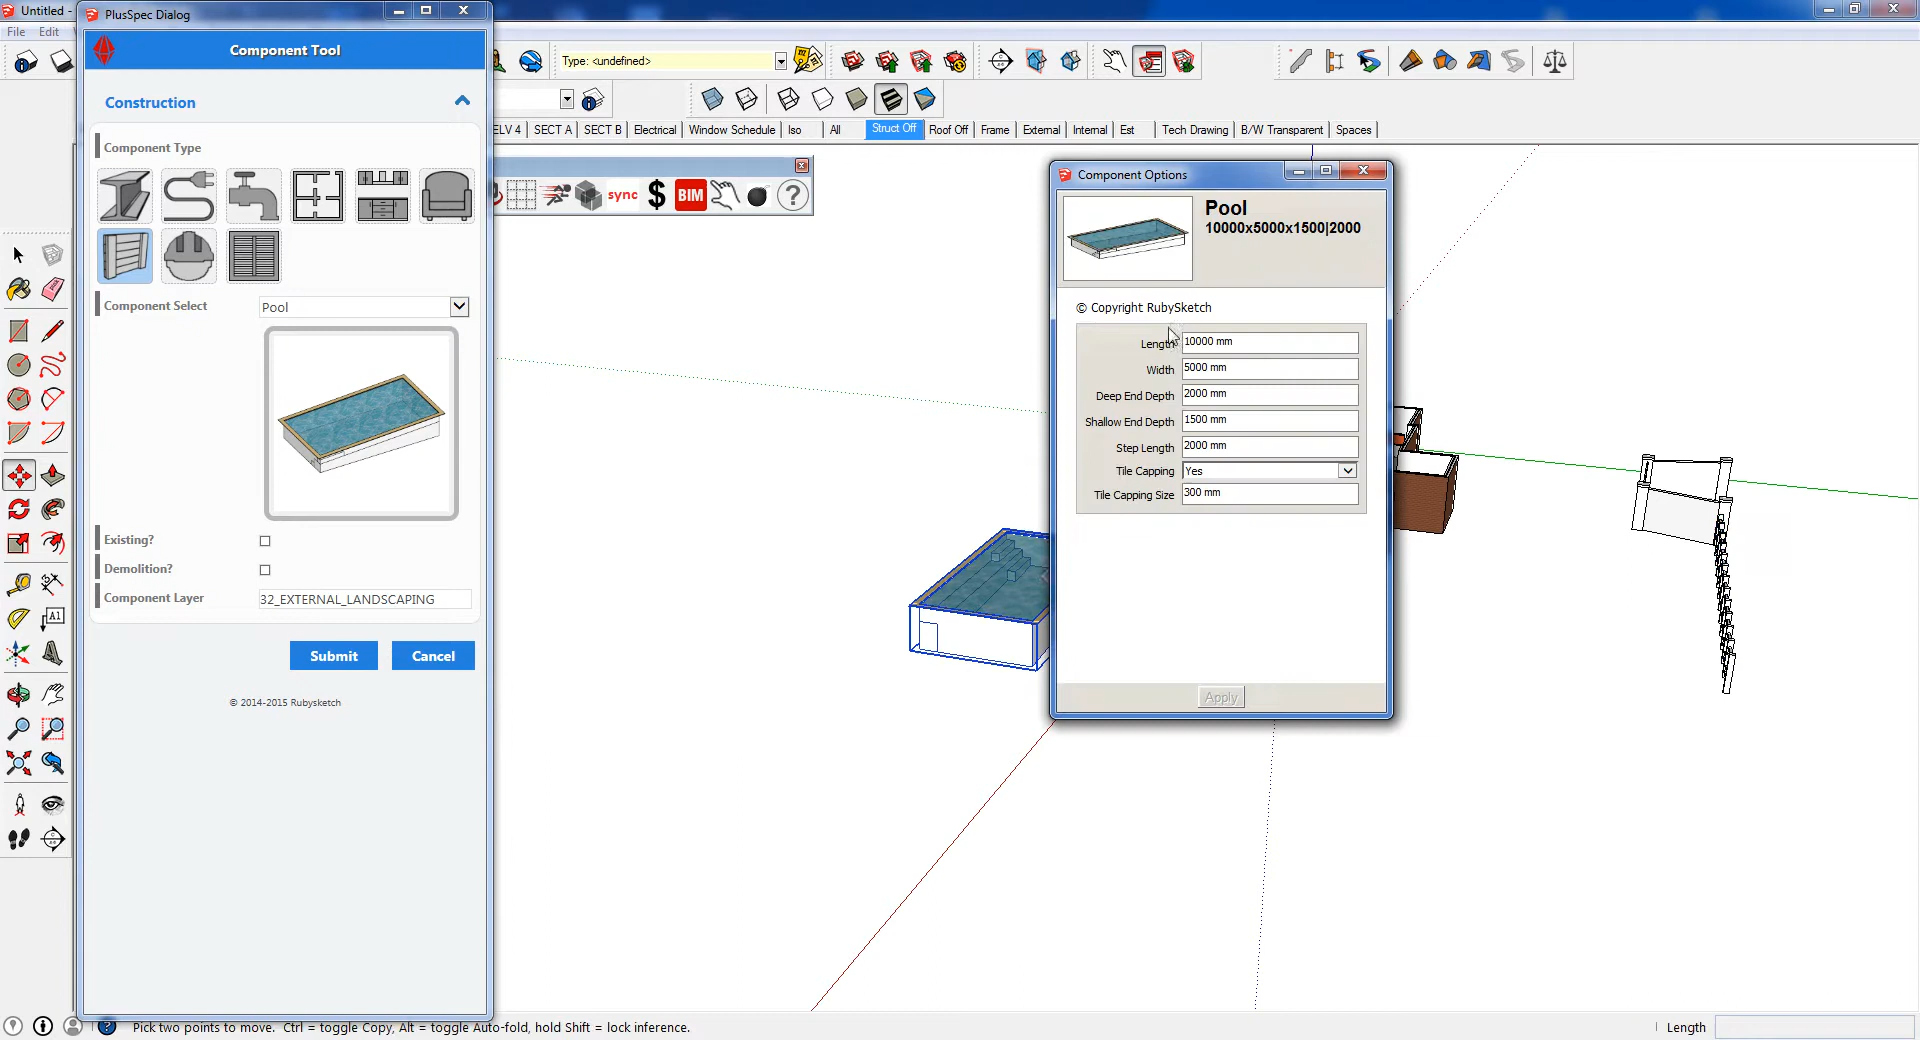 Untitled -
File Edit
PlusSpec Dialog
Component Tool
Construction
Component Type
Component Select
Pool
Existing?
Demolition?
Component Layer
32_EXTERNAL_LANDSCAPING
Submit Cancel
© 2014-2015 Rubysketch
Type: <undefined>
ELV 4 SECT A SECT B Electrical Window Schedule Iso All Struct Off Roof Off Frame External Internal Est Tech Drawing B/W Transparent Spaces
sync $ BIM ?
Component Options
Pool
10000x5000x1500|2000
© Copyright RubySketch
Length 10000 mm
Width 5000 mm
Deep End Depth 2000 mm
Shallow End Depth 1500 mm
Step Length 2000 mm
Tile Capping Yes
Tile Capping Size 300 mm
Apply
A1
Pick two points to move. Ctrl = toggle Copy, Alt = toggle Auto-fold, hold Shift = lock inference.
Length